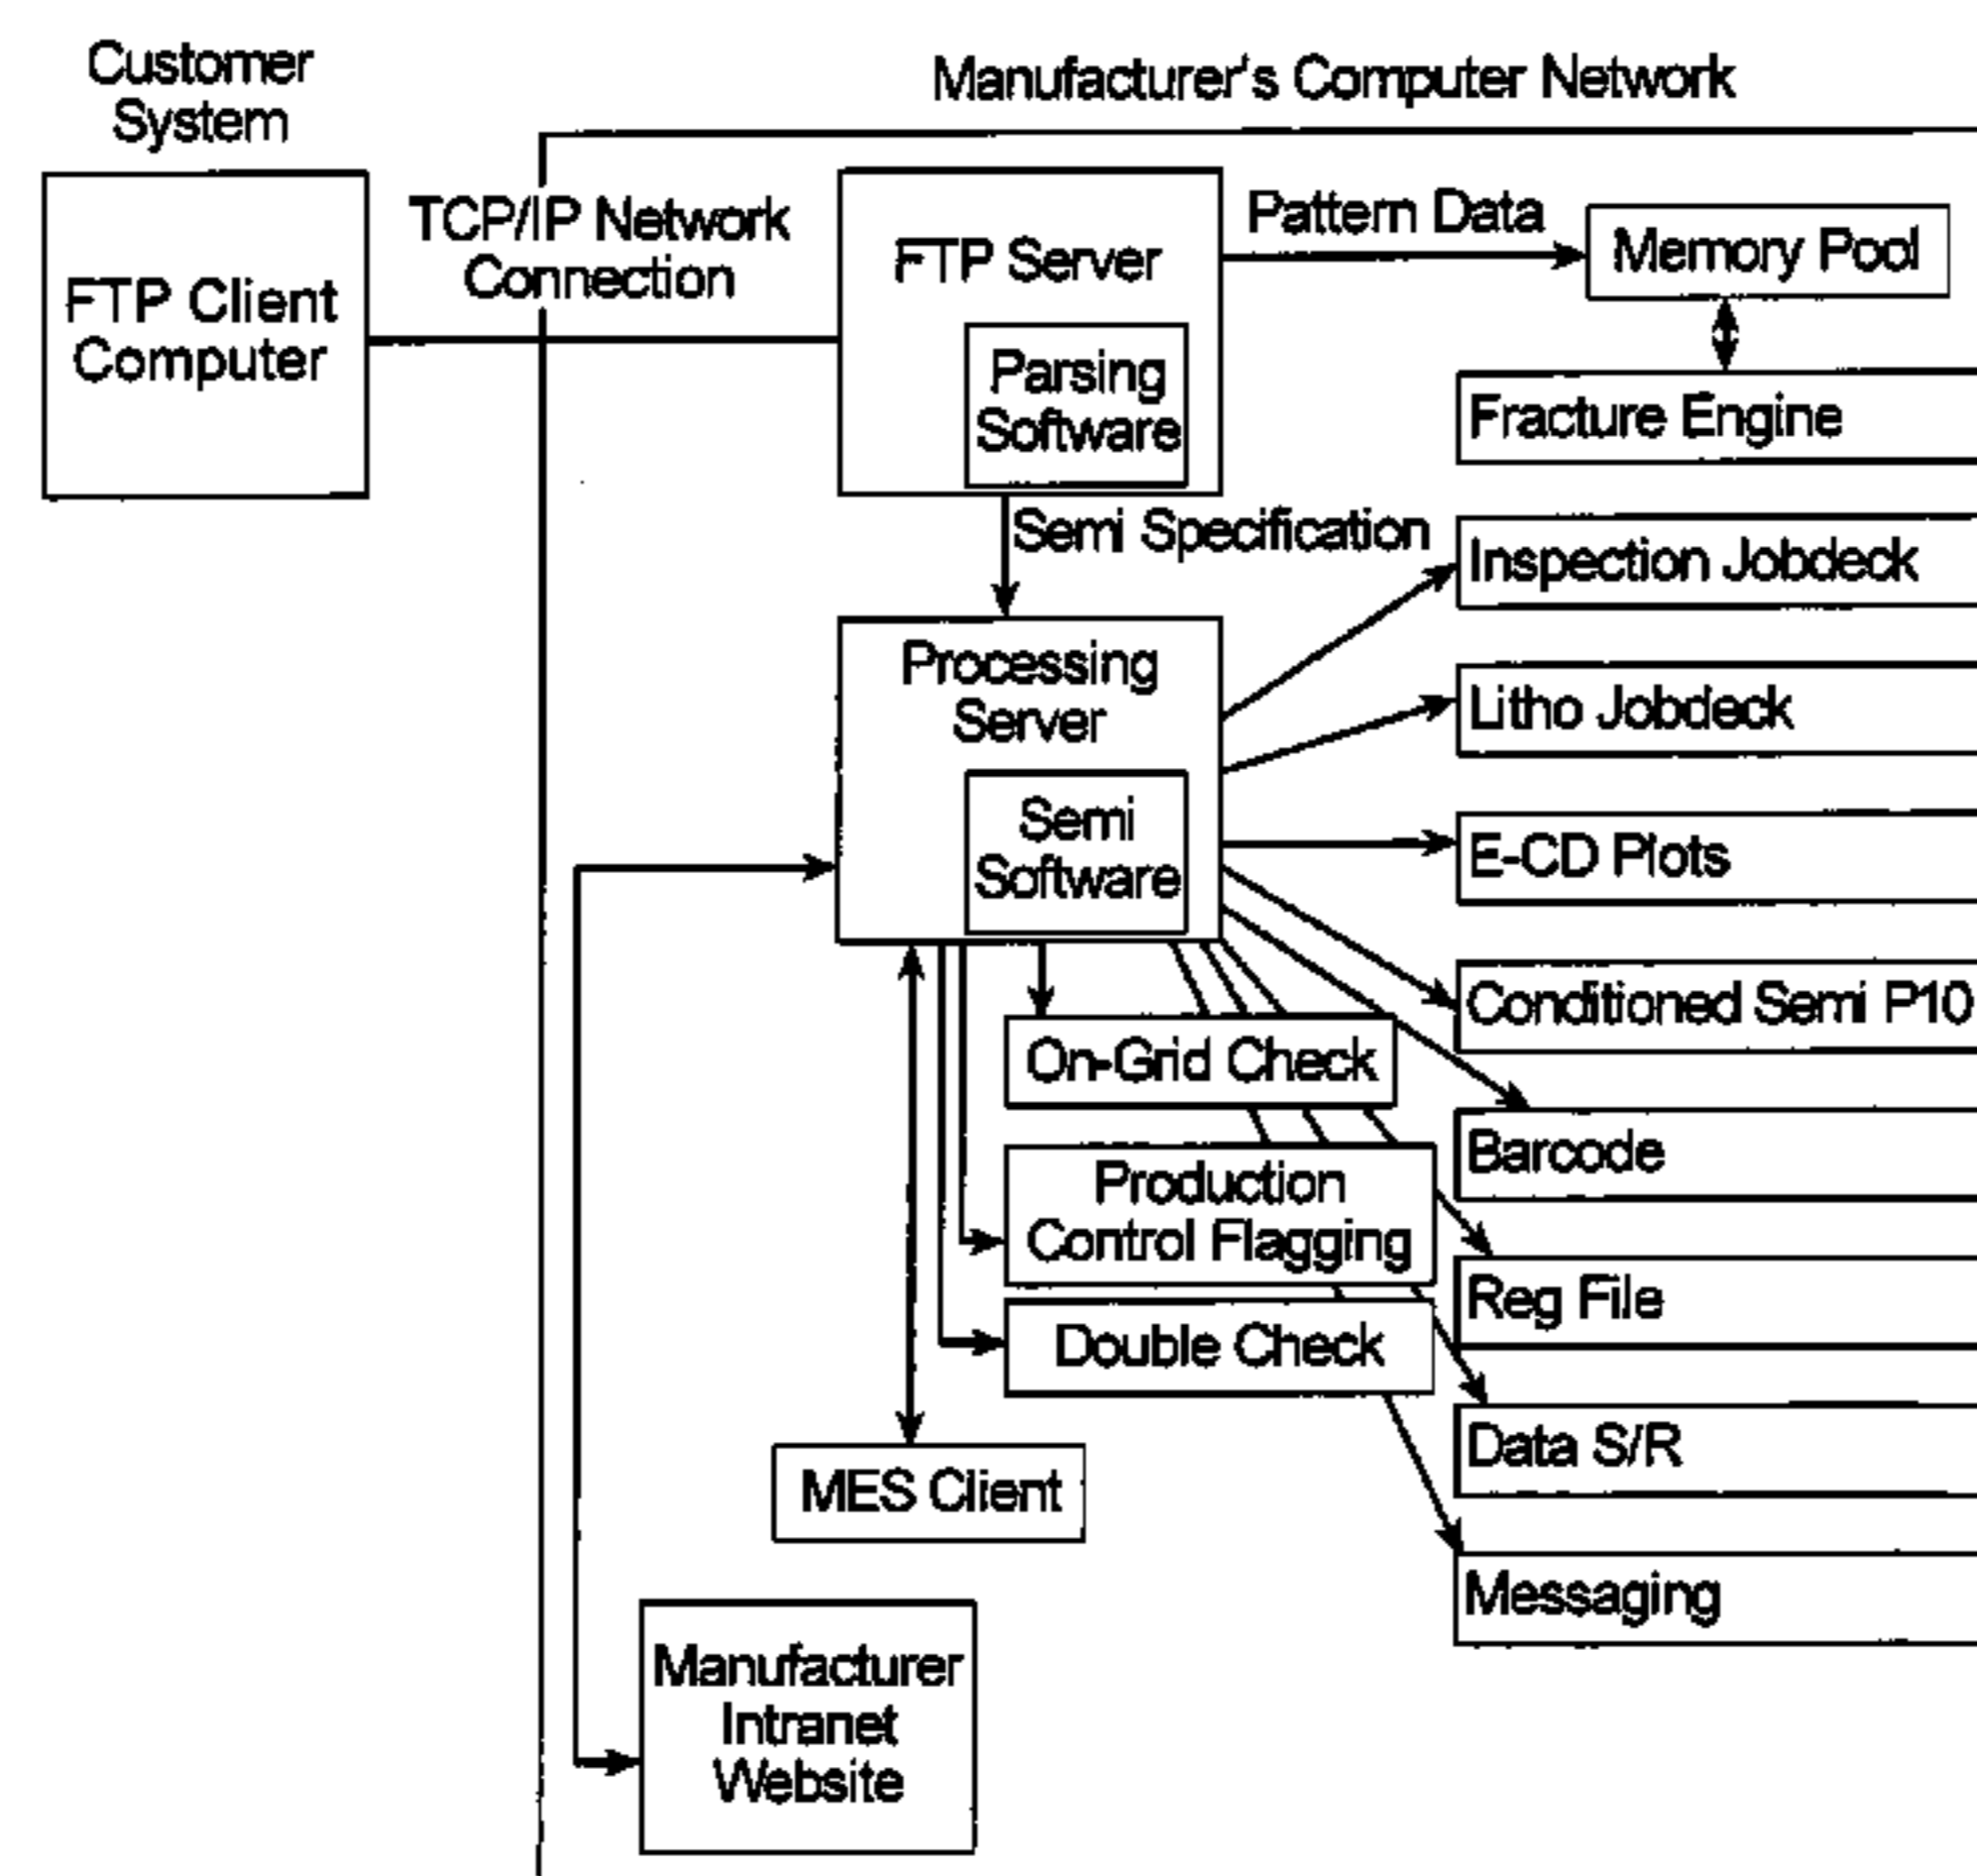 Customer
System
Manufacturer's Computer Network
FTP Client
Computer
TCP/IP Network
Connection
FTP Server
Parsing
Software
Pattern Data
Memory Pool
Fracture Engine
Semi Specification
Inspection Jobdeck
Processing
Server
Litho Jobdeck
Semi
Software
E-CD Plots
Conditioned Semi P10
On-Grid Check
Barcode
Production
Control Flagging
Reg File
Double Check
Data S/R
MES Client
Messaging
Manufacturer
Intranet
Website